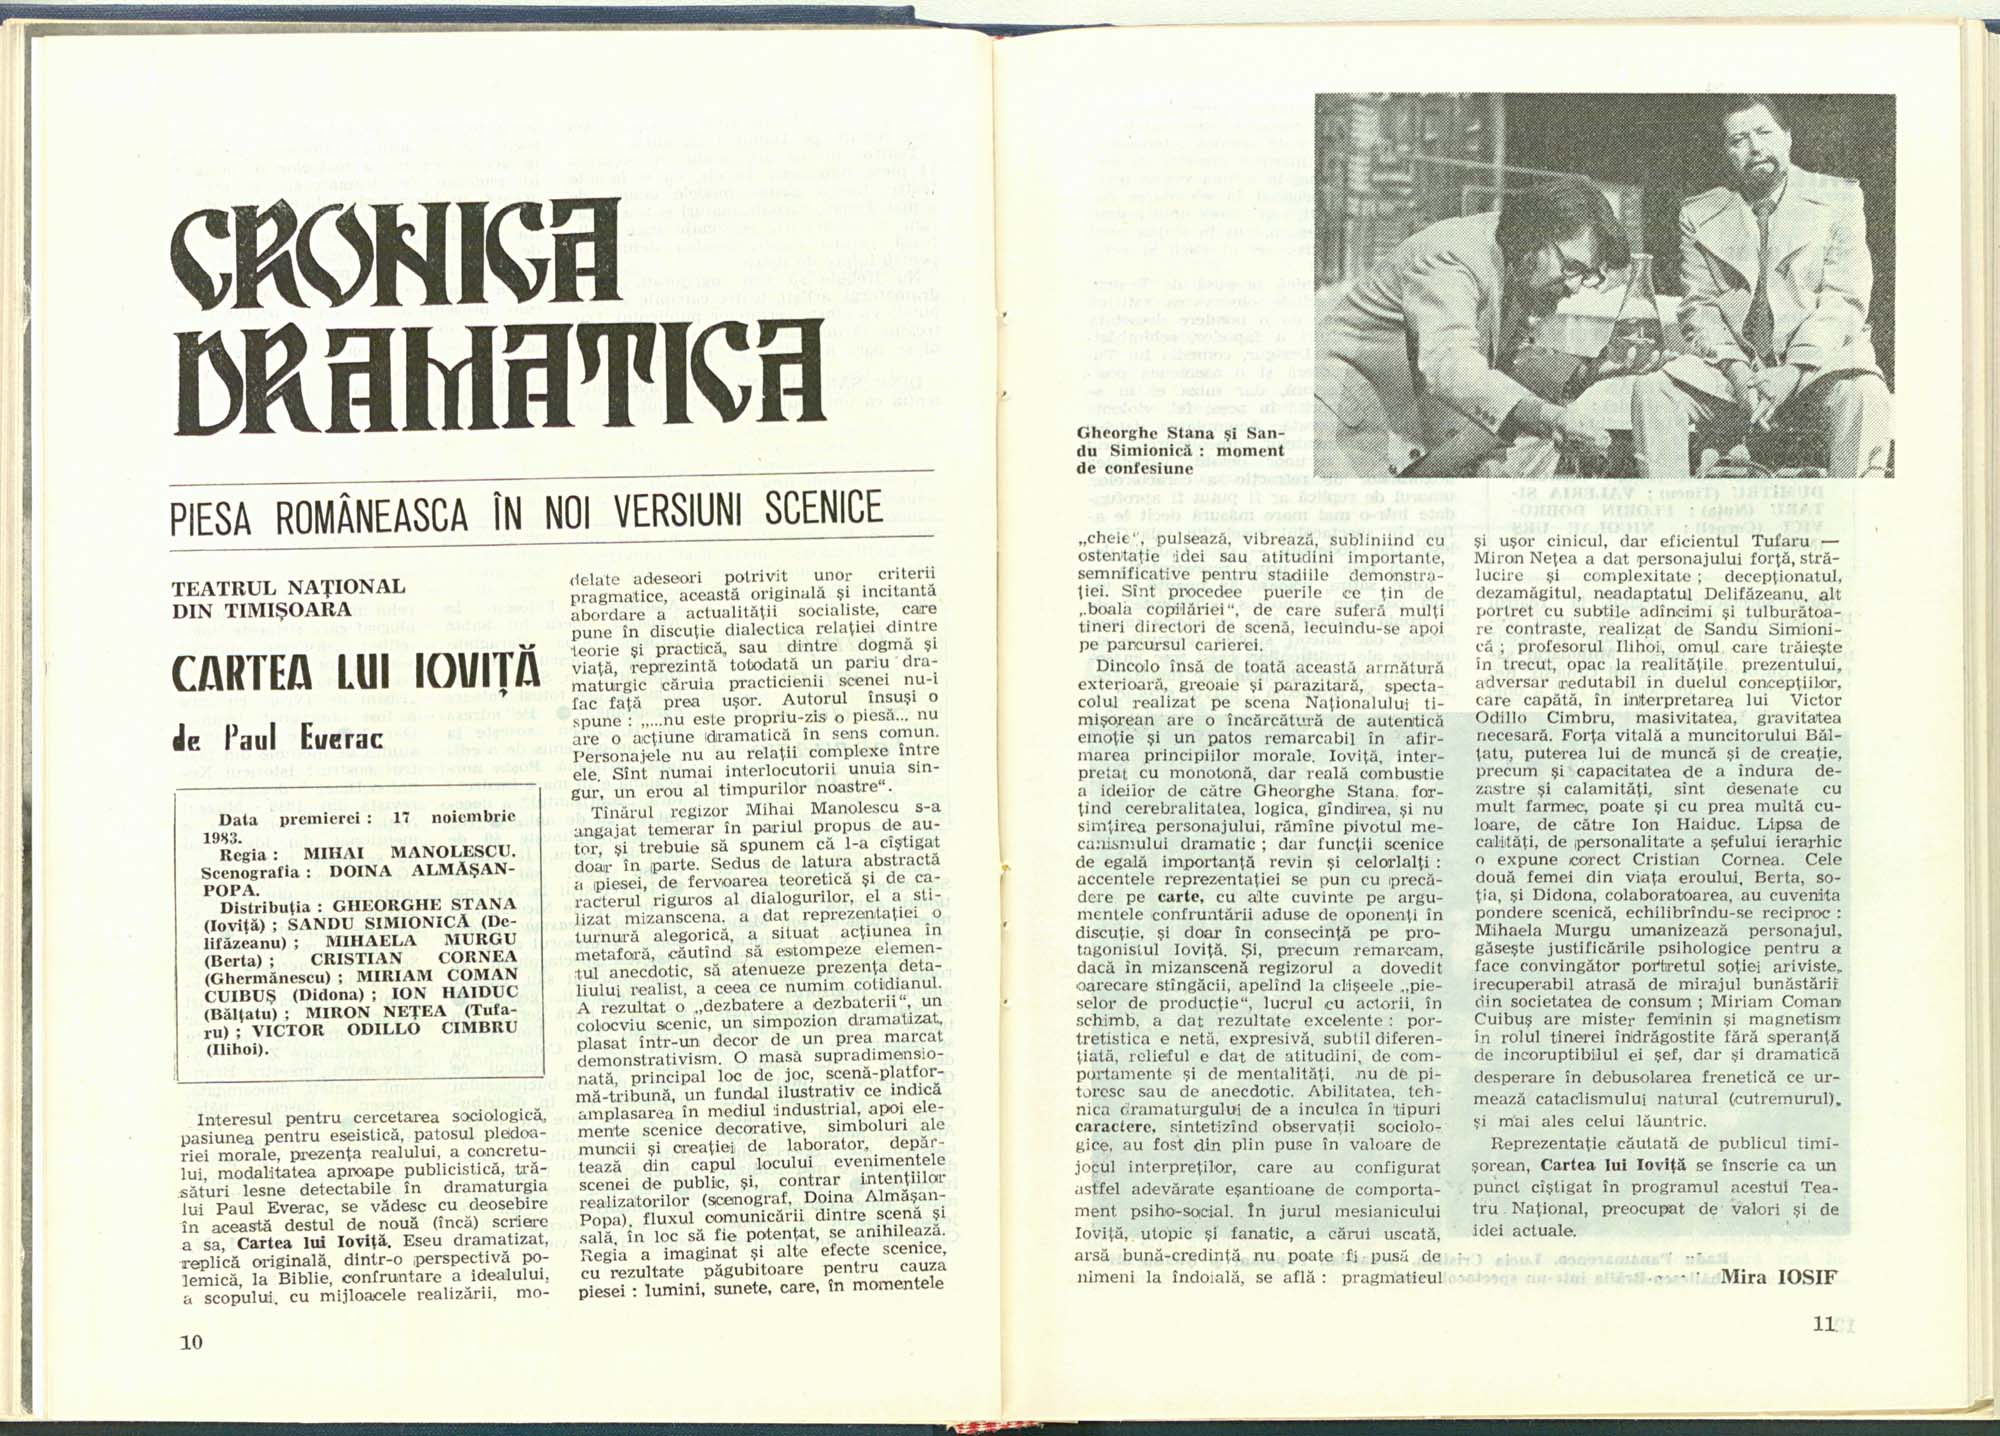 CRONICA
DRAMATICA
PIESA ROMÂNEASCA ÎN NOI VERSIUNI SCENICE
TEATRUL NAȚIONAL
DIN TIMIȘOARA
CARTEA LUI IOVIȚĂ
de Paul Everac
Data premierei : 17 noiembrie
1983.
Regia : MIHAI MANOLESCU.
Scenografia : DOINA ALMĂȘAN-
POPA.
Distribuția : GHEORGHE STANA
(Ioviță) ; SANDU SIMIONICĂ (De-
lifăzeanu) ; MIHAELA MURGU
(Berta) ; CRISTIAN CORNEA
(Ghermănescu) ; MIRIAM COMAN
CUIBUȘ (Didona) ; ION HAIDUC
(Bălțatu) ; MIRON NEȚEA (Tufa-
ru) ; VICTOR ODILLO CIMBRU
(Ilihoi).
Interesul pentru cercetarea sociologică,
pasiunea pentru eseistică, patosul pledoa-
riei morale, prezența realului, a concretu-
lui, modalitatea aproape publicistică, tră-
sături lesne detectabile în dramaturgia
lui Paul Everac, se vădesc cu deosebire
în această destul de nouă (încă) scriere
a sa, Cartea lui Ioviță. Eseu dramatizat,
replică originală, dintr-o perspectivă po-
lemică, la Biblie, confruntare a idealului,
a scopului, cu mijloacele realizării, mo-
delate adeseori potrivit unor criterii
pragmatice, această originală și incitantă
abordare a actualității socialiste, care
pune în discuție dialectica relației dintre
teorie și practică, sau dintre dogmă și
viață, reprezintă totodată un pariu dra-
maturgic căruia practicienii scenei nu-i
fac față prea ușor. Autorul însuși o
spune : „...nu este propriu-zis o piesă... nu
are o acțiune dramatică în sens comun.
Personajele nu au relații complexe între
ele. Sînt numai interlocutorii unuia sin-
gur, un erou al timpurilor noastre“.
Tînărul regizor Mihai Manolescu s-a
angajat temerar în pariul propus de au-
tor, și trebuie să spunem că l-a cîștigat
doar în parte. Sedus de latura abstractă
a piesei, de fervoarea teoretică și de ca-
racterul riguros al dialogurilor, el a sti-
lizat mizanscena, a dat reprezentației o
turnură alegorică, a situat acțiunea în
metaforă, căutînd să estompeze elemen-
tul anecdotic, să atenueze prezența deta-
liului realist, a ceea ce numim cotidianul.
A rezultat o „dezbatere a dezbaterii“, un
colocviu scenic, un simpozion dramatizat,
plasat într-un decor de un prea marcat
demonstrativism. O masă supradimensio-
nată, principal loc de joc, scenă-platfor-
mă-tribună, un fundal ilustrativ ce indică
amplasarea în mediul industrial, apoi ele-
mente scenice decorative, simboluri ale
muncii și creației de laborator, depăr-
tează din capul locului evenimentele
scenei de public, și, contrar intențiilor
realizatorilor (scenograf, Doina Almășan-
Popa), fluxul comunicării dintre scenă și
sală, în loc să fie potențat, se anihilează.
Regia a imaginat și alte efecte scenice,
cu rezultate păgubitoare pentru cauza
piesei : lumini, sunete, care, în momentele
10
Gheorghe Stana și San-
du Simionică : moment
de confesiune
„cheie“, pulsează, vibrează, subliniind cu
ostentație idei sau atitudini importante,
semnificative pentru stadiile demonstra-
ției. Sînt procedee puerile ce țin de
„boala copilăriei“, de care suferă mulți
tineri directori de scenă, lecuindu-se apoi
pe parcursul carierei.
Dincolo însă de toată această armătură
exterioară, greoaie și parazitară, specta-
colul realizat pe scena Naționalului ti-
mișorean are o încărcătură de autentică
emoție și un patos remarcabil în afir-
marea principiilor morale. Ioviță, inter-
pretat cu monotonă, dar reală combustie
a ideilor de către Gheorghe Stana, for-
țînd cerebralitatea, logica, gîndirea, și nu
simțirea personajului, rămîne pivotul me-
canismului dramatic ; dar funcții scenice
de egală importanță revin și celorlalți :
accentele reprezentației se pun cu precă-
dere pe carte, cu alte cuvinte pe argu-
mentele confruntării aduse de oponenți în
discuție, și doar în consecință pe pro-
tagonistul Ioviță. Și, precum remarcam,
dacă în mizanscenă regizorul a dovedit
oarecare stîngăcii, apelînd la clișeele „pie-
selor de producție“, lucrul cu actorii, în
schimb, a dat rezultate excelente : por-
tretistica e netă, expresivă, subtil diferen-
țiată, relieful e dat de atitudini, de com-
portamente și de mentalități, nu de pi-
toresc sau de anecdotic. Abilitatea, teh-
nica dramaturgului de a inculca în tipuri
caractere, sintetizînd observații sociolo-
gice, au fost din plin puse în valoare de
jocul interpreților, care au configurat
astfel adevărate eșantioane de comporta-
ment psiho-social. În jurul mesianicului
Ioviță, utopic și fanatic, a cărui uscată,
arsă bună-credință nu poate fi pusă de
nimeni la îndoială, se află : pragmaticul
și ușor cinicul, dar eficientul Tufaru —
Miron Nețea a dat personajului forță, stră-
lucire și complexitate ; decepționatul,
dezamăgitul, neadaptatul Delifăzeanu, alt
portret cu subtile adîncimi și tulburătoa-
re contraste, realizat de Sandu Simioni-
că ; profesorul Ilihoi, omul care trăiește
în trecut, opac la realitățile prezentului,
adversar redutabil in duelul concepțiilor,
care capătă, în interpretarea lui Victor
Odillo Cimbru, masivitatea, gravitatea
necesară. Forța vitală a muncitorului Băl-
țatu, puterea lui de muncă și de creație,
precum și capacitatea de a îndura de-
zastre și calamități, sînt desenate cu
mult farmec, poate și cu prea multă cu-
loare, de către Ion Haiduc. Lipsa de
calități, de personalitate a șefului ierarhic
o expune corect Cristian Cornea. Cele
două femei din viața eroului, Berta, so-
ția, și Didona, colaboratoarea, au cuvenita
pondere scenică, echilibrîndu-se reciproc :
Mihaela Murgu umanizează personajul,
găsește justificările psihologice pentru a
face convingător portretul soției ariviste,
irecuperabil atrasă de mirajul bunăstării
din societatea de consum ; Miriam Coman
Cuibuș are mister feminin și magnetism
în rolul tinerei îndrăgostite fără speranță
de incoruptibilul ei șef, dar și dramatică
desperare în debusolarea frenetică ce ur-
mează cataclismului natural (cutremurul),
și mai ales celui lăuntric.
Reprezentație căutată de publicul timi-
șorean, Cartea lui Ioviță se înscrie ca un
punct cîștigat în programul acestui Tea-
tru Național, preocupat de valori și de
idei actuale.
Mira IOSIF
11